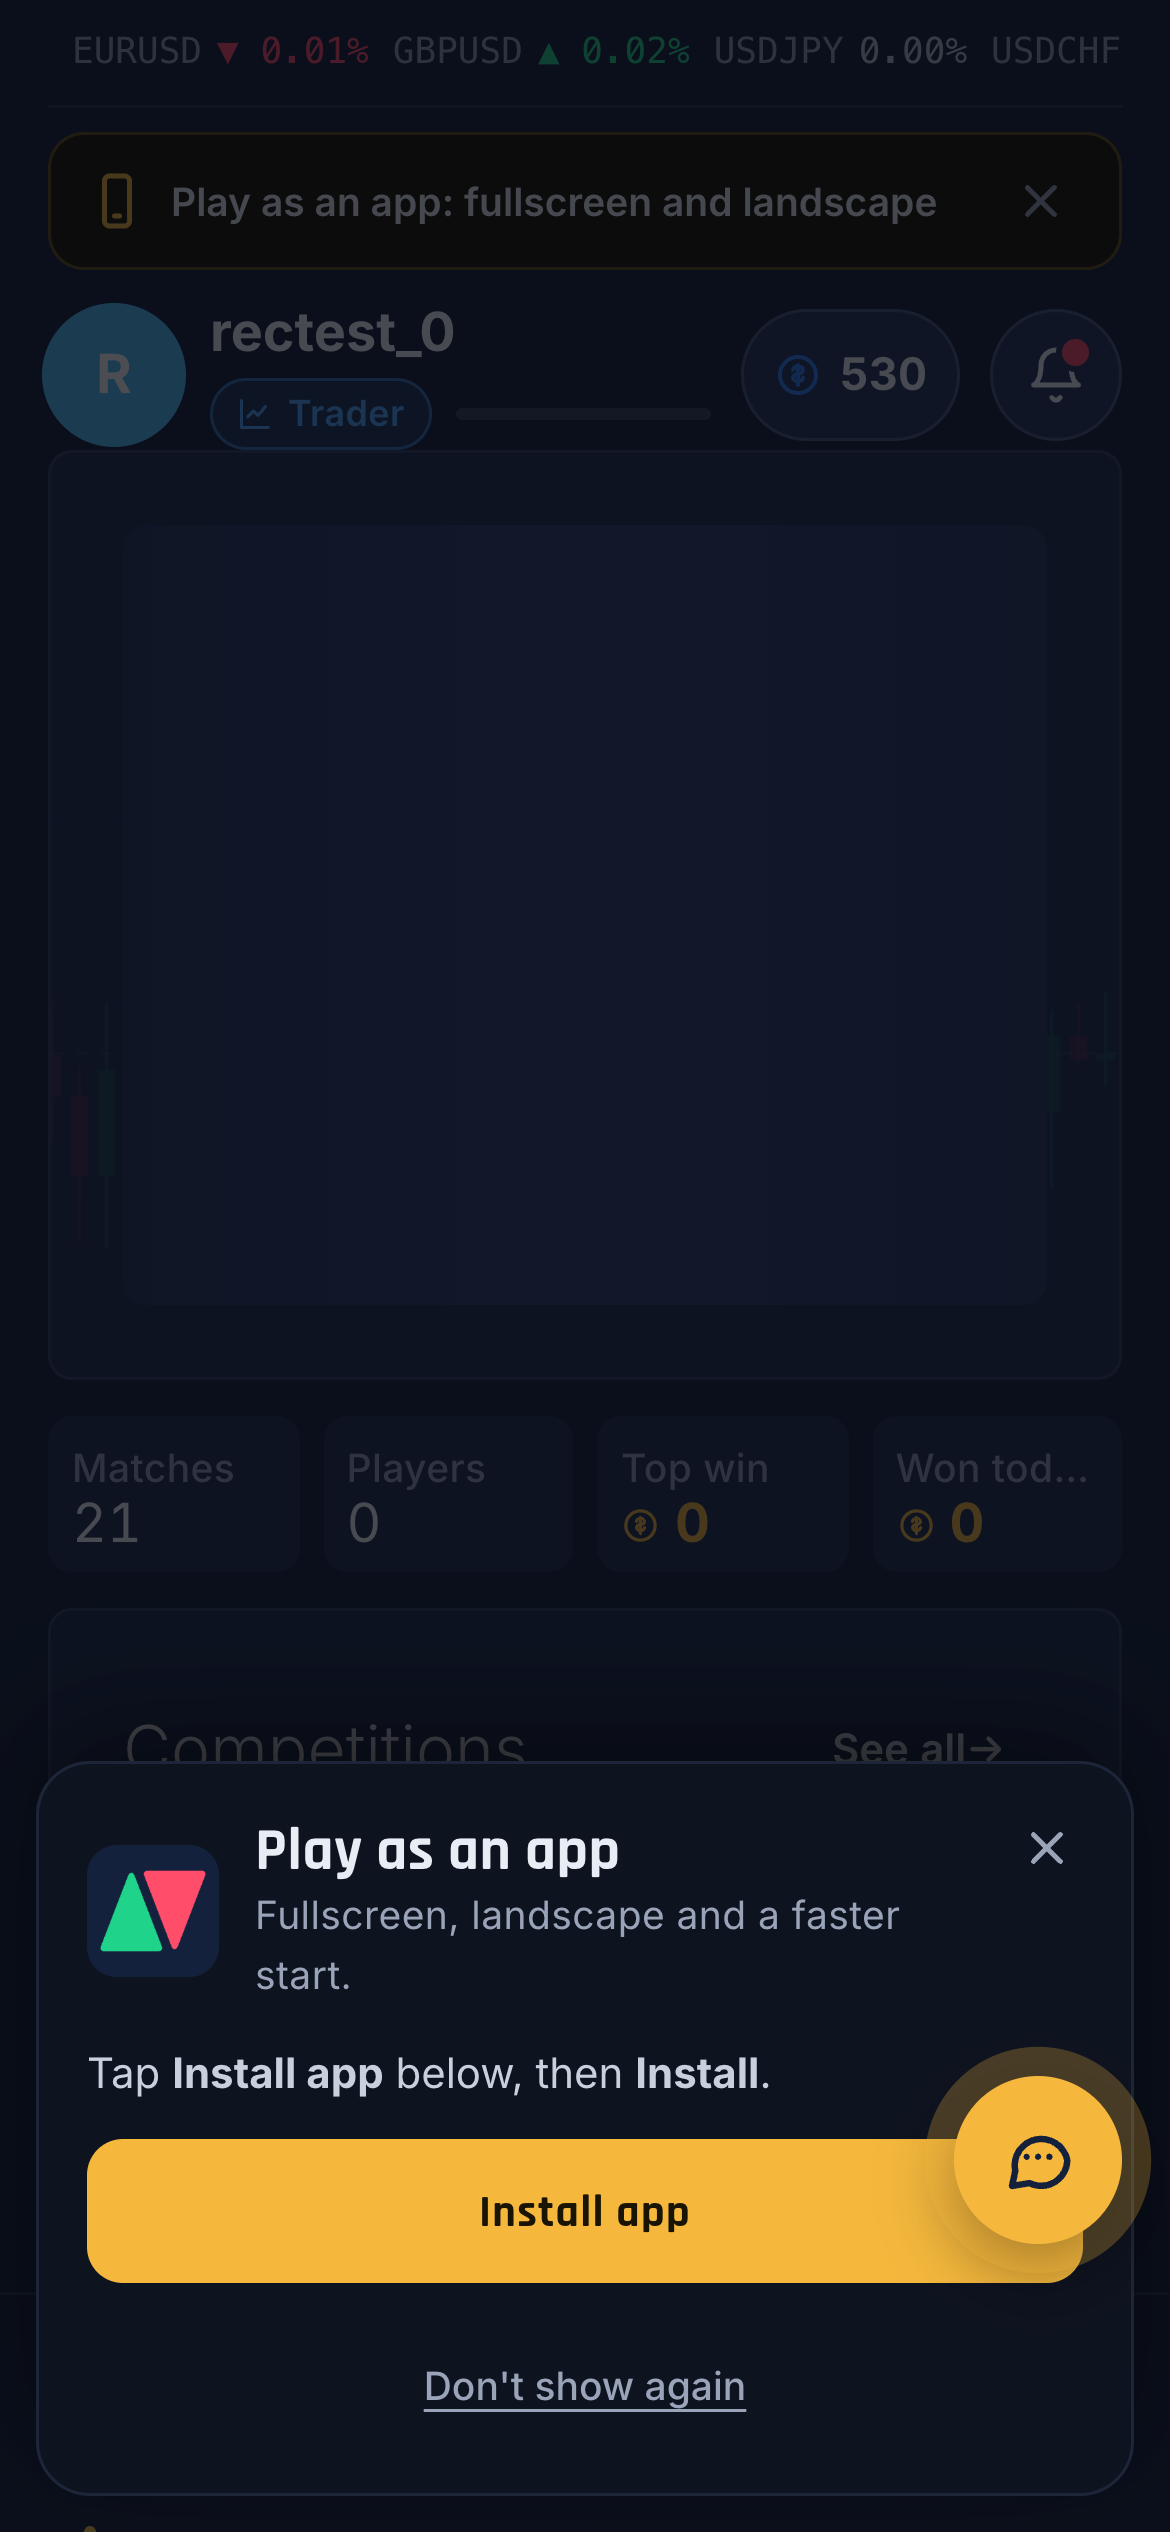 EURUSD ▼ 0.01% GBPUSD ▲ 0.02% USDJPY 0.00% USDCHF
Play as an app: fullscreen and landscape
R
rectest_0
Trader
530
Matches
21
Players
0
Top win
0
Won tod...
0
Competitions
See all→
Play as an app
Fullscreen, landscape and a faster
start.
Tap Install app below, then Install.
Install app
Don't show again